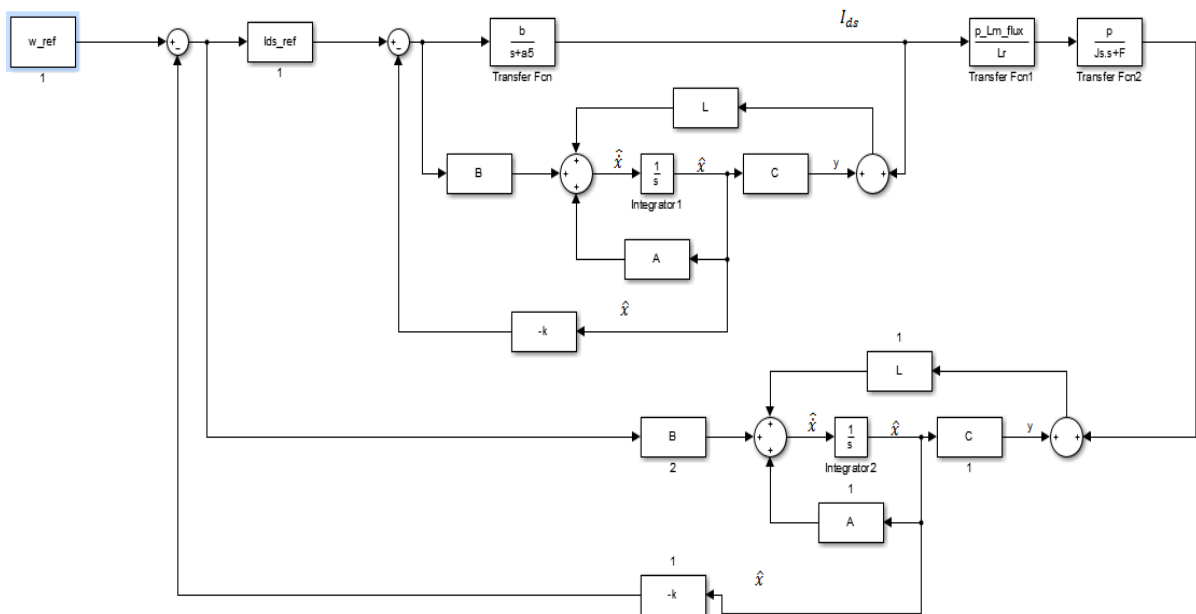 I_ds
w_ref
1
+
-
Ids_ref
1
+
-
b
s+a5
Transfer Fcn
p_Lm_flux
Lr
Transfer Fcn1
p
Js.s+F
Transfer Fcn2
L
B
+
+
+
x̂̇
1
s
Integrator1
x̂
C
y
+
+
A
x̂
-k
1
L
B
2
+
+
+
x̂̇
1
s
Integrator2
x̂
C
1
y
+
+
1
A
1
-k
x̂